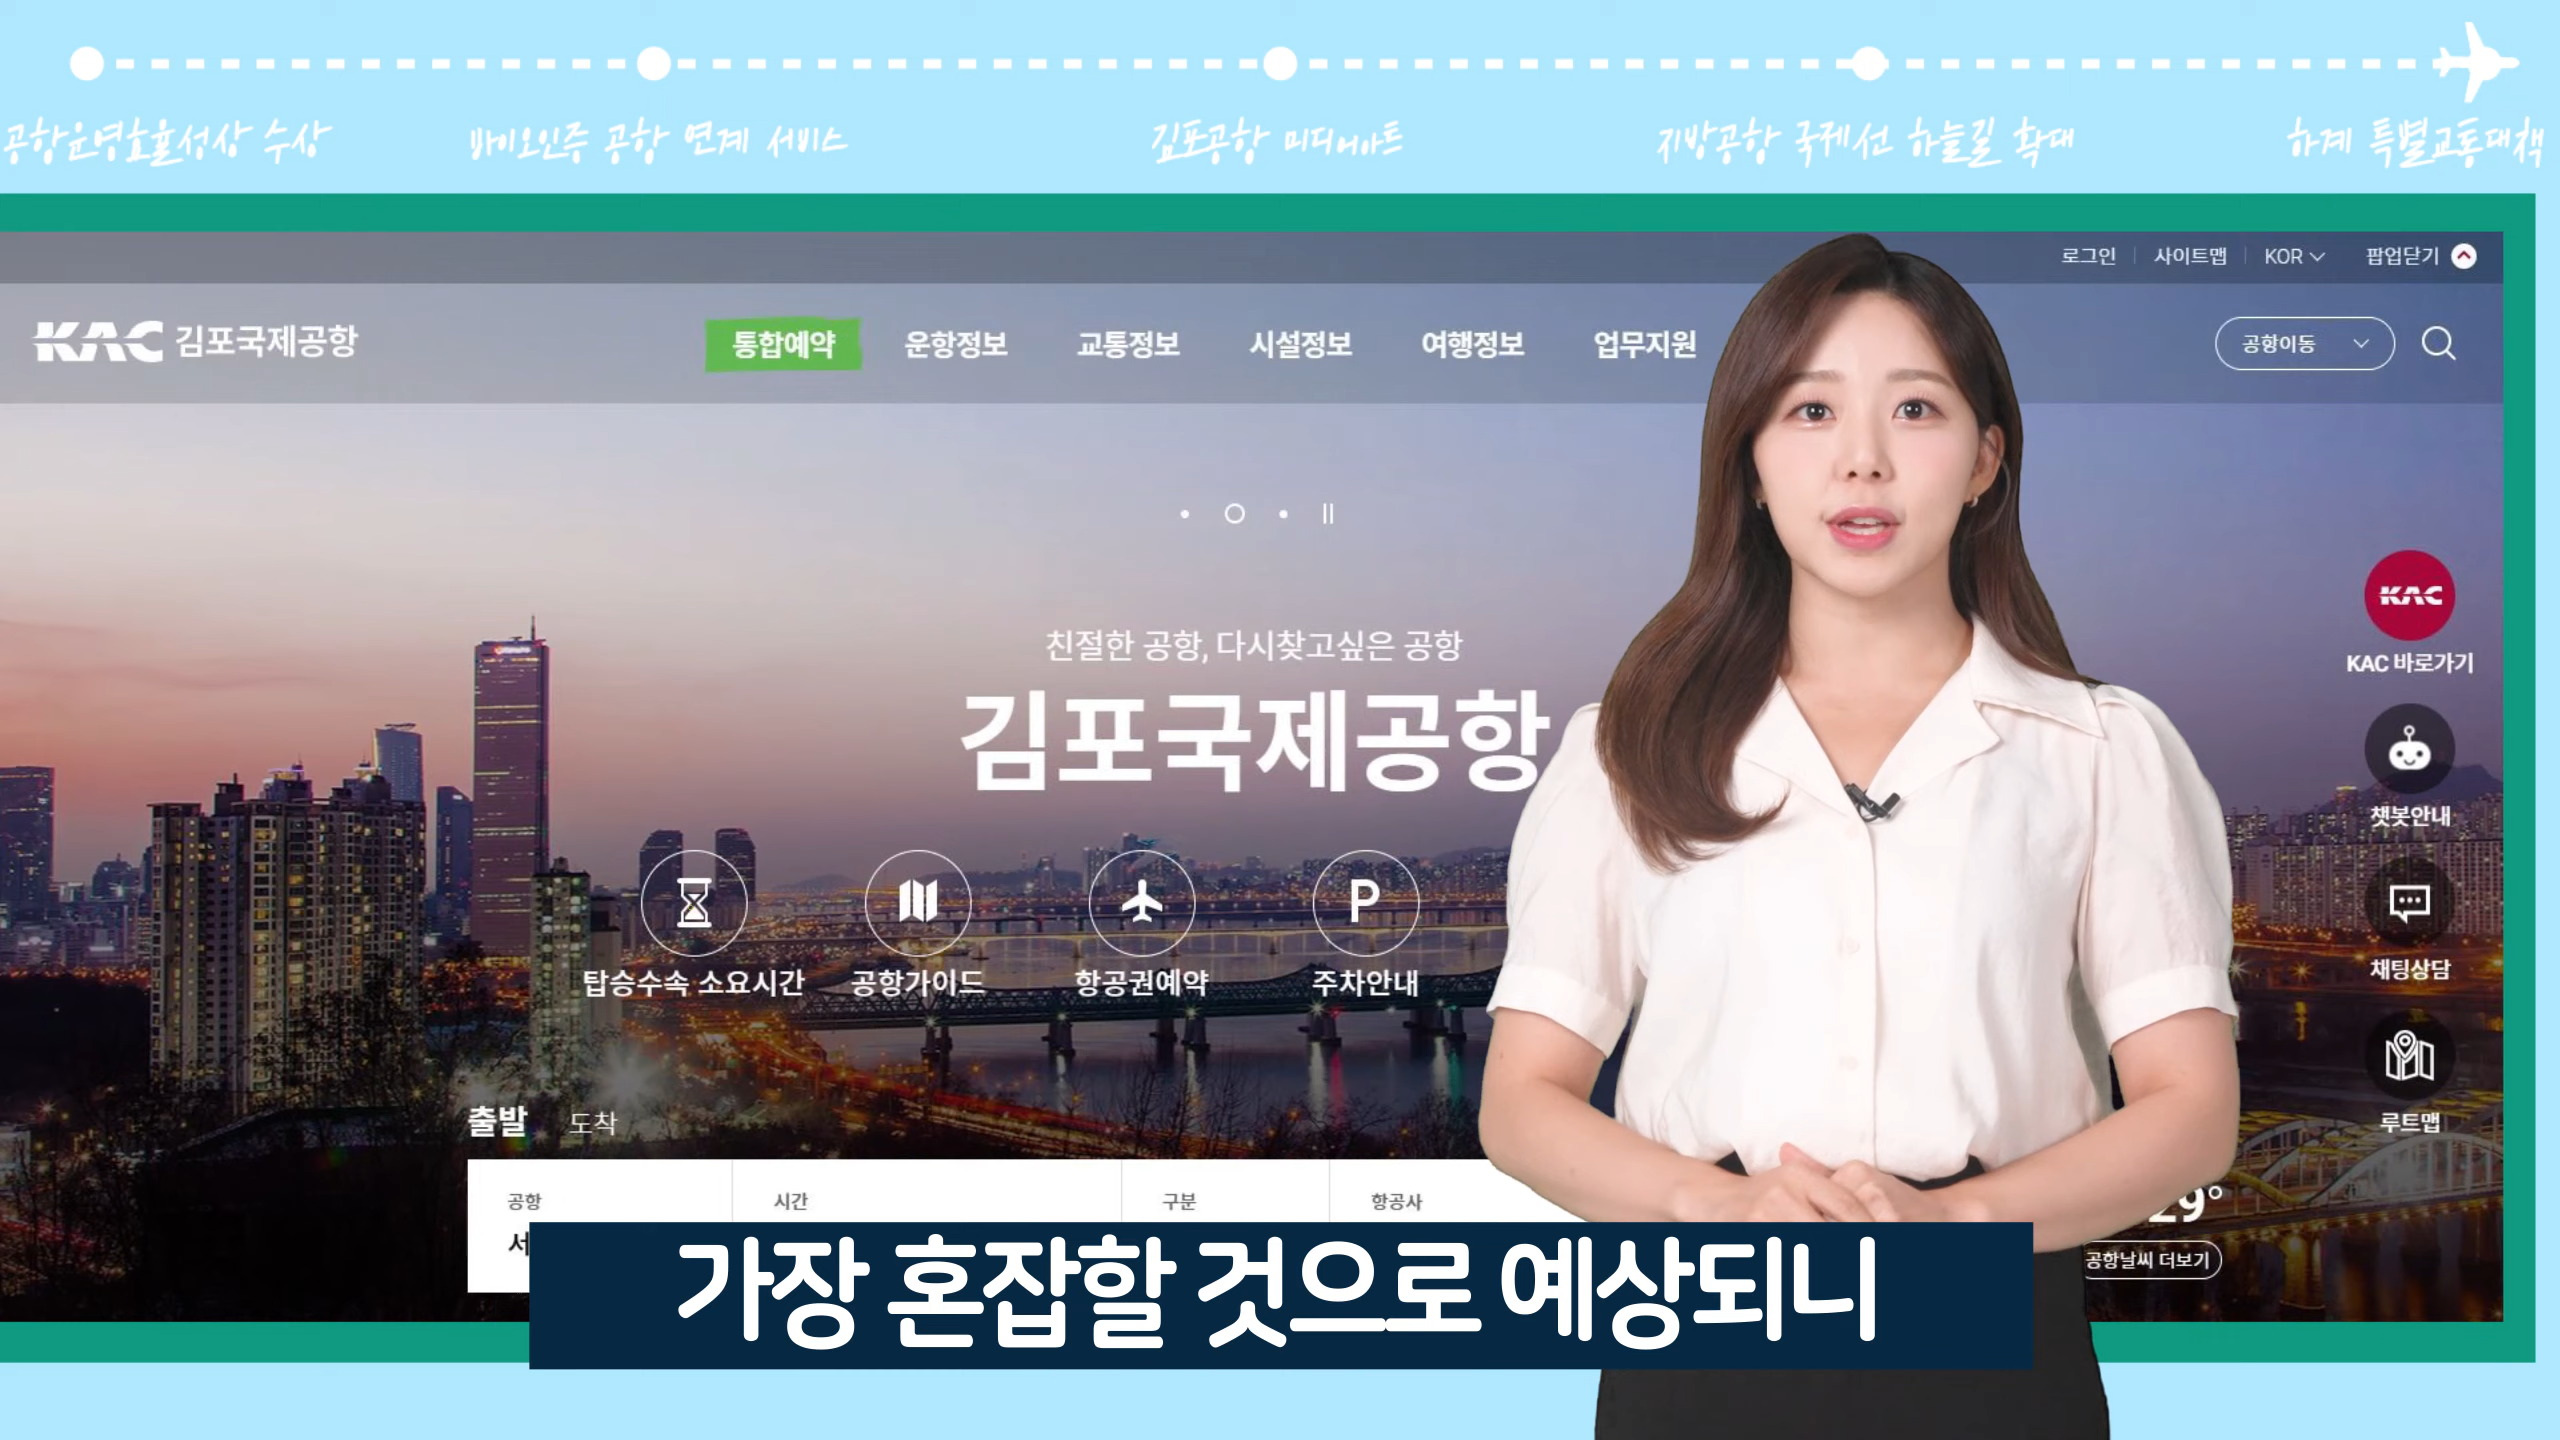 공항운영효율성상 수상
바이오인증 공항 연계 서비스
김포공항 미디어아트
지방공항 국제선 하늘길 확대
하계 특별교통대책
로그인 사이트맵 KOR 팝업닫기
KAC 김포국제공항
통합예약 운항정보 교통정보 시설정보 여행정보 업무지원
공항이동
친절한 공항, 다시찾고싶은 공항
김포국제공항
KAC
KAC 바로가기
챗봇안내
채팅상담
루트맵
P
탑승수속 소요시간 공항가이드 항공권예약 주차안내
출발 도착
공항 시간 구분 항공사
29°
공항날씨 더보기
가장 혼잡할 것으로 예상되니